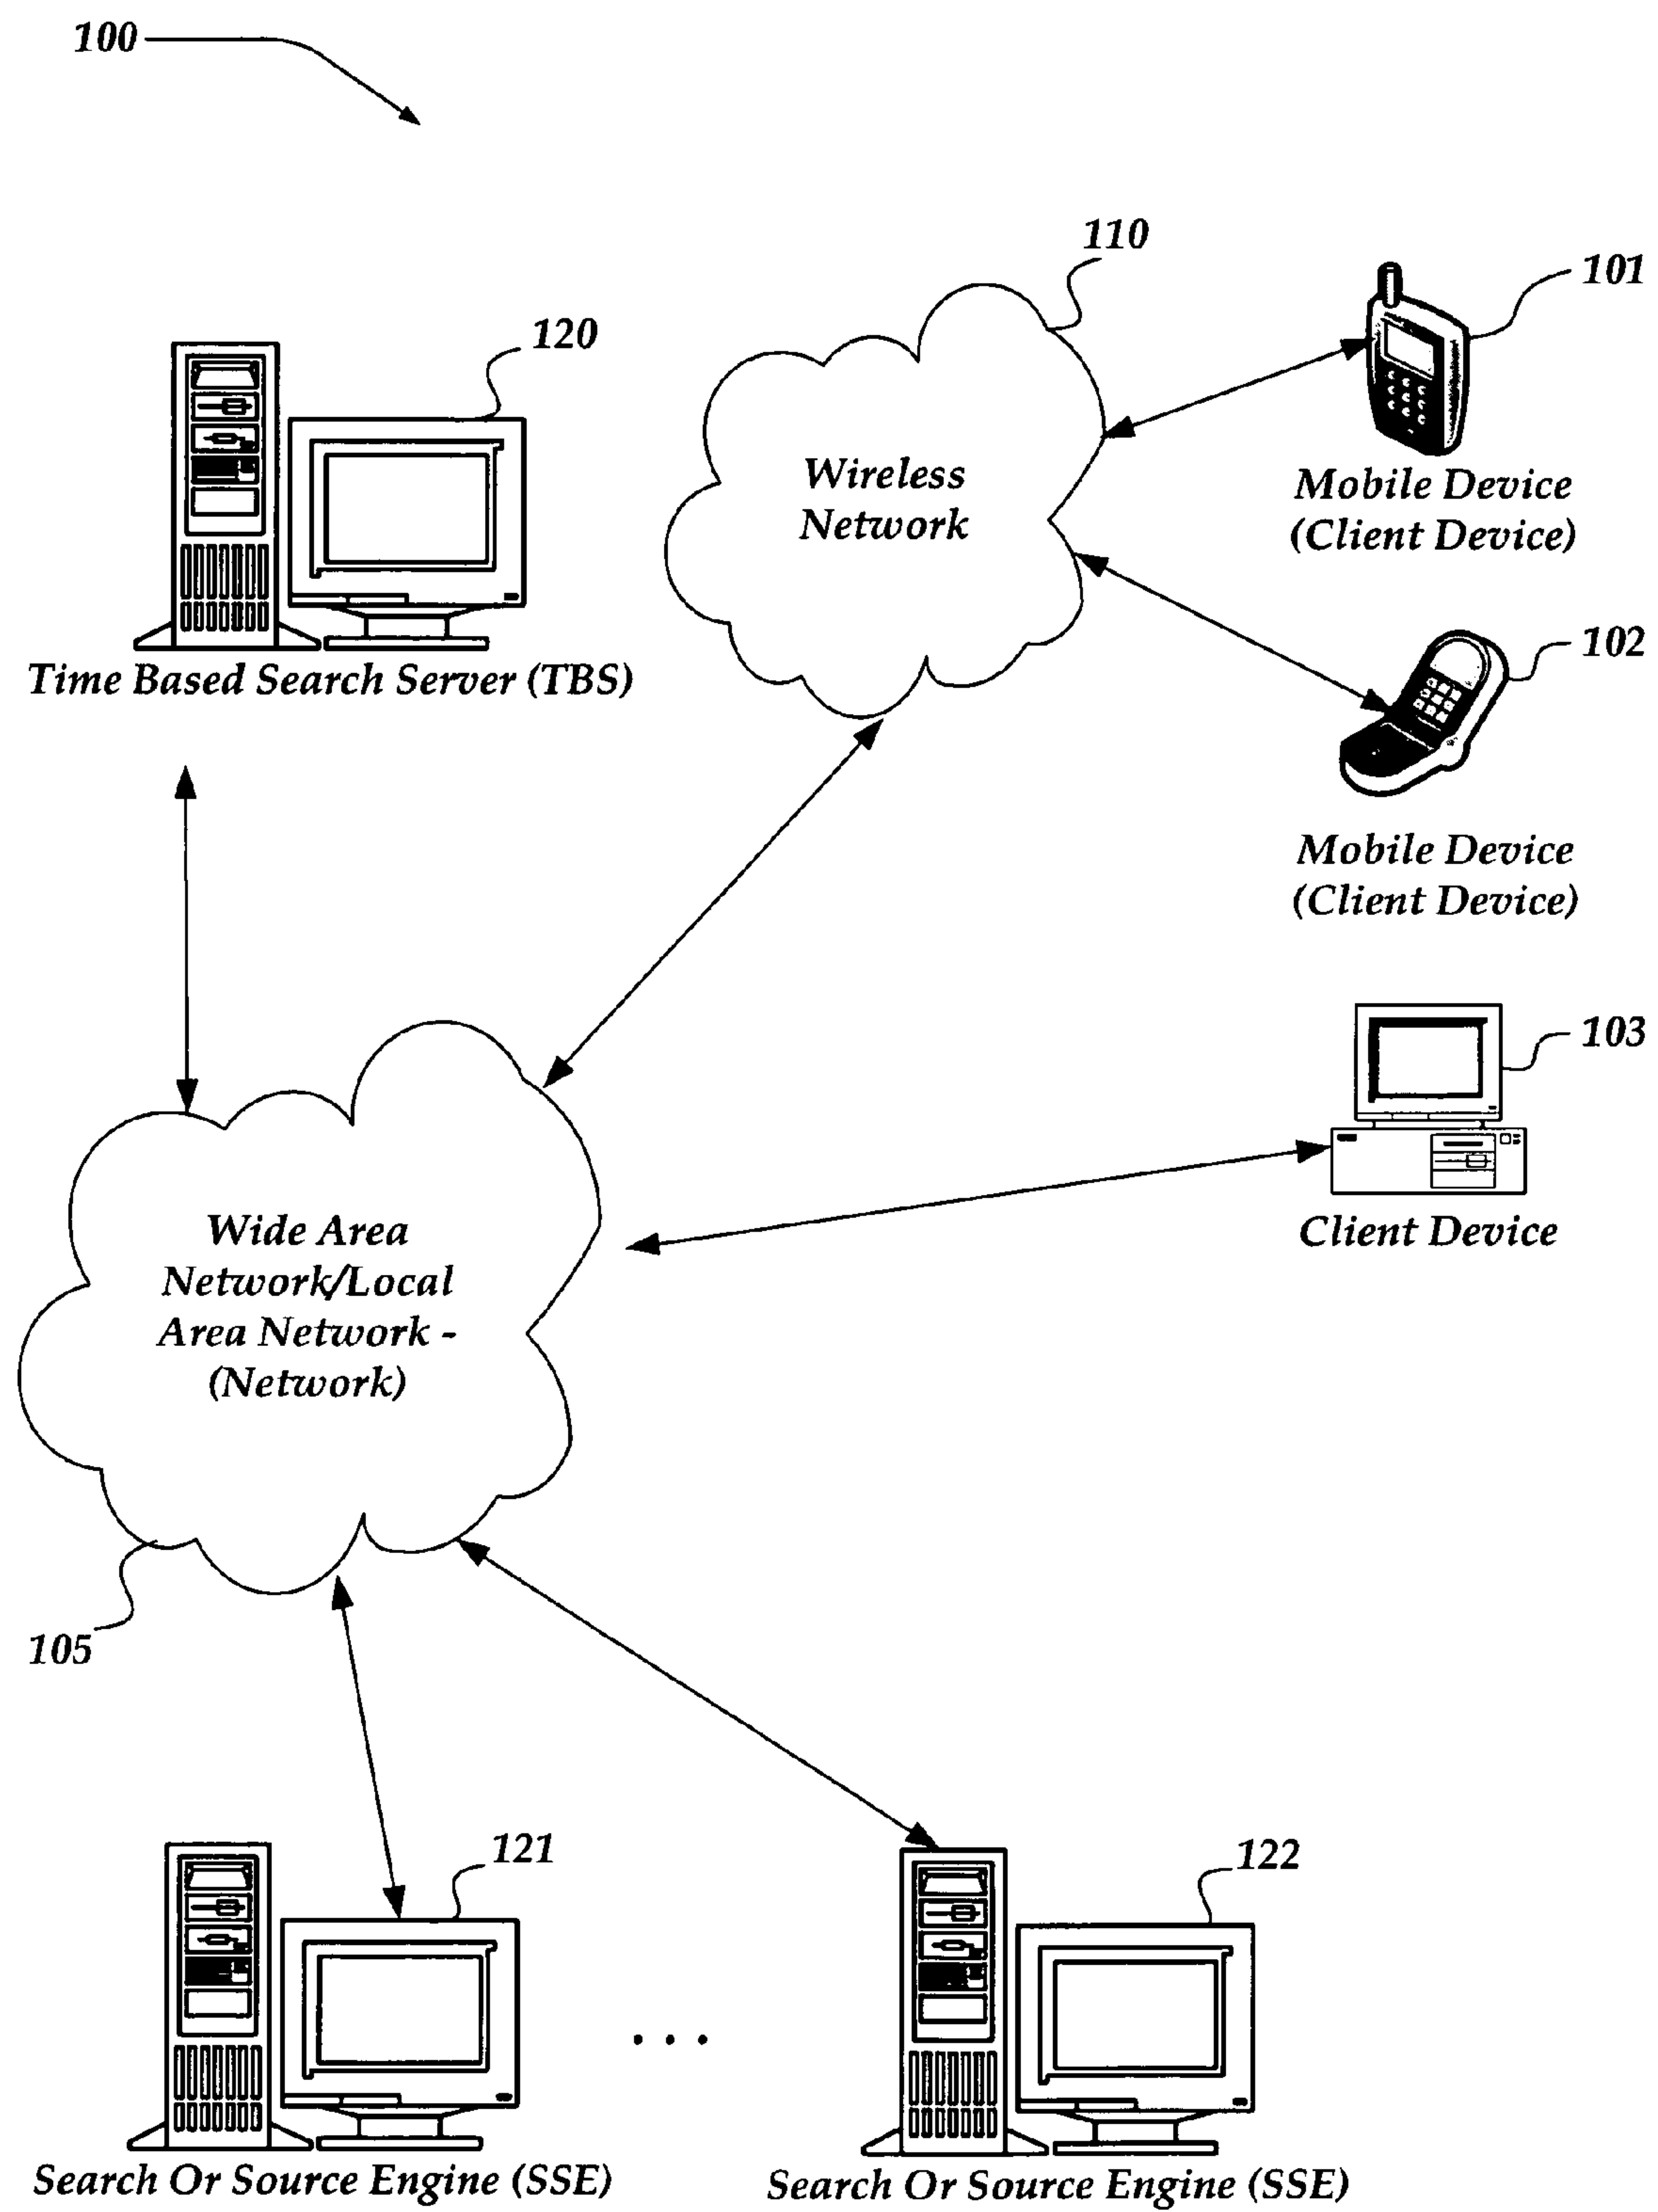 100
110
101
120
Wireless
Network
Mobile Device
(Client Device)
102
Time Based Search Server (TBS)
Mobile Device
(Client Device)
103
Client Device
Wide Area
Network/Local
Area Network -
(Network)
105
121
122
. . .
Search Or Source Engine (SSE)
Search Or Source Engine (SSE)